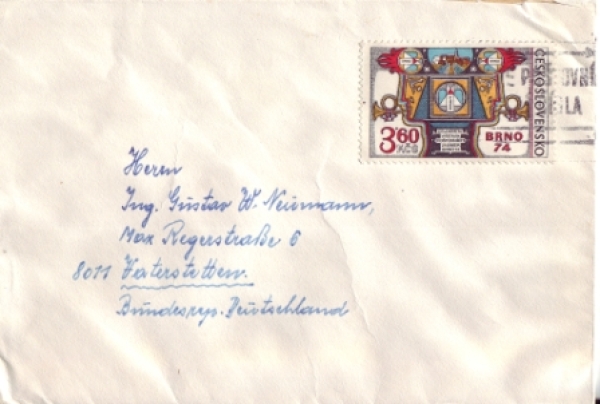 ČESKOSLOVENSKO
3.60
Kčs
BRNO
74
Herrn
Ing. Gustav W. Neumann,
Max Regerstraße 6
8011 Vaterstetten
Bundesrep. Deutschland